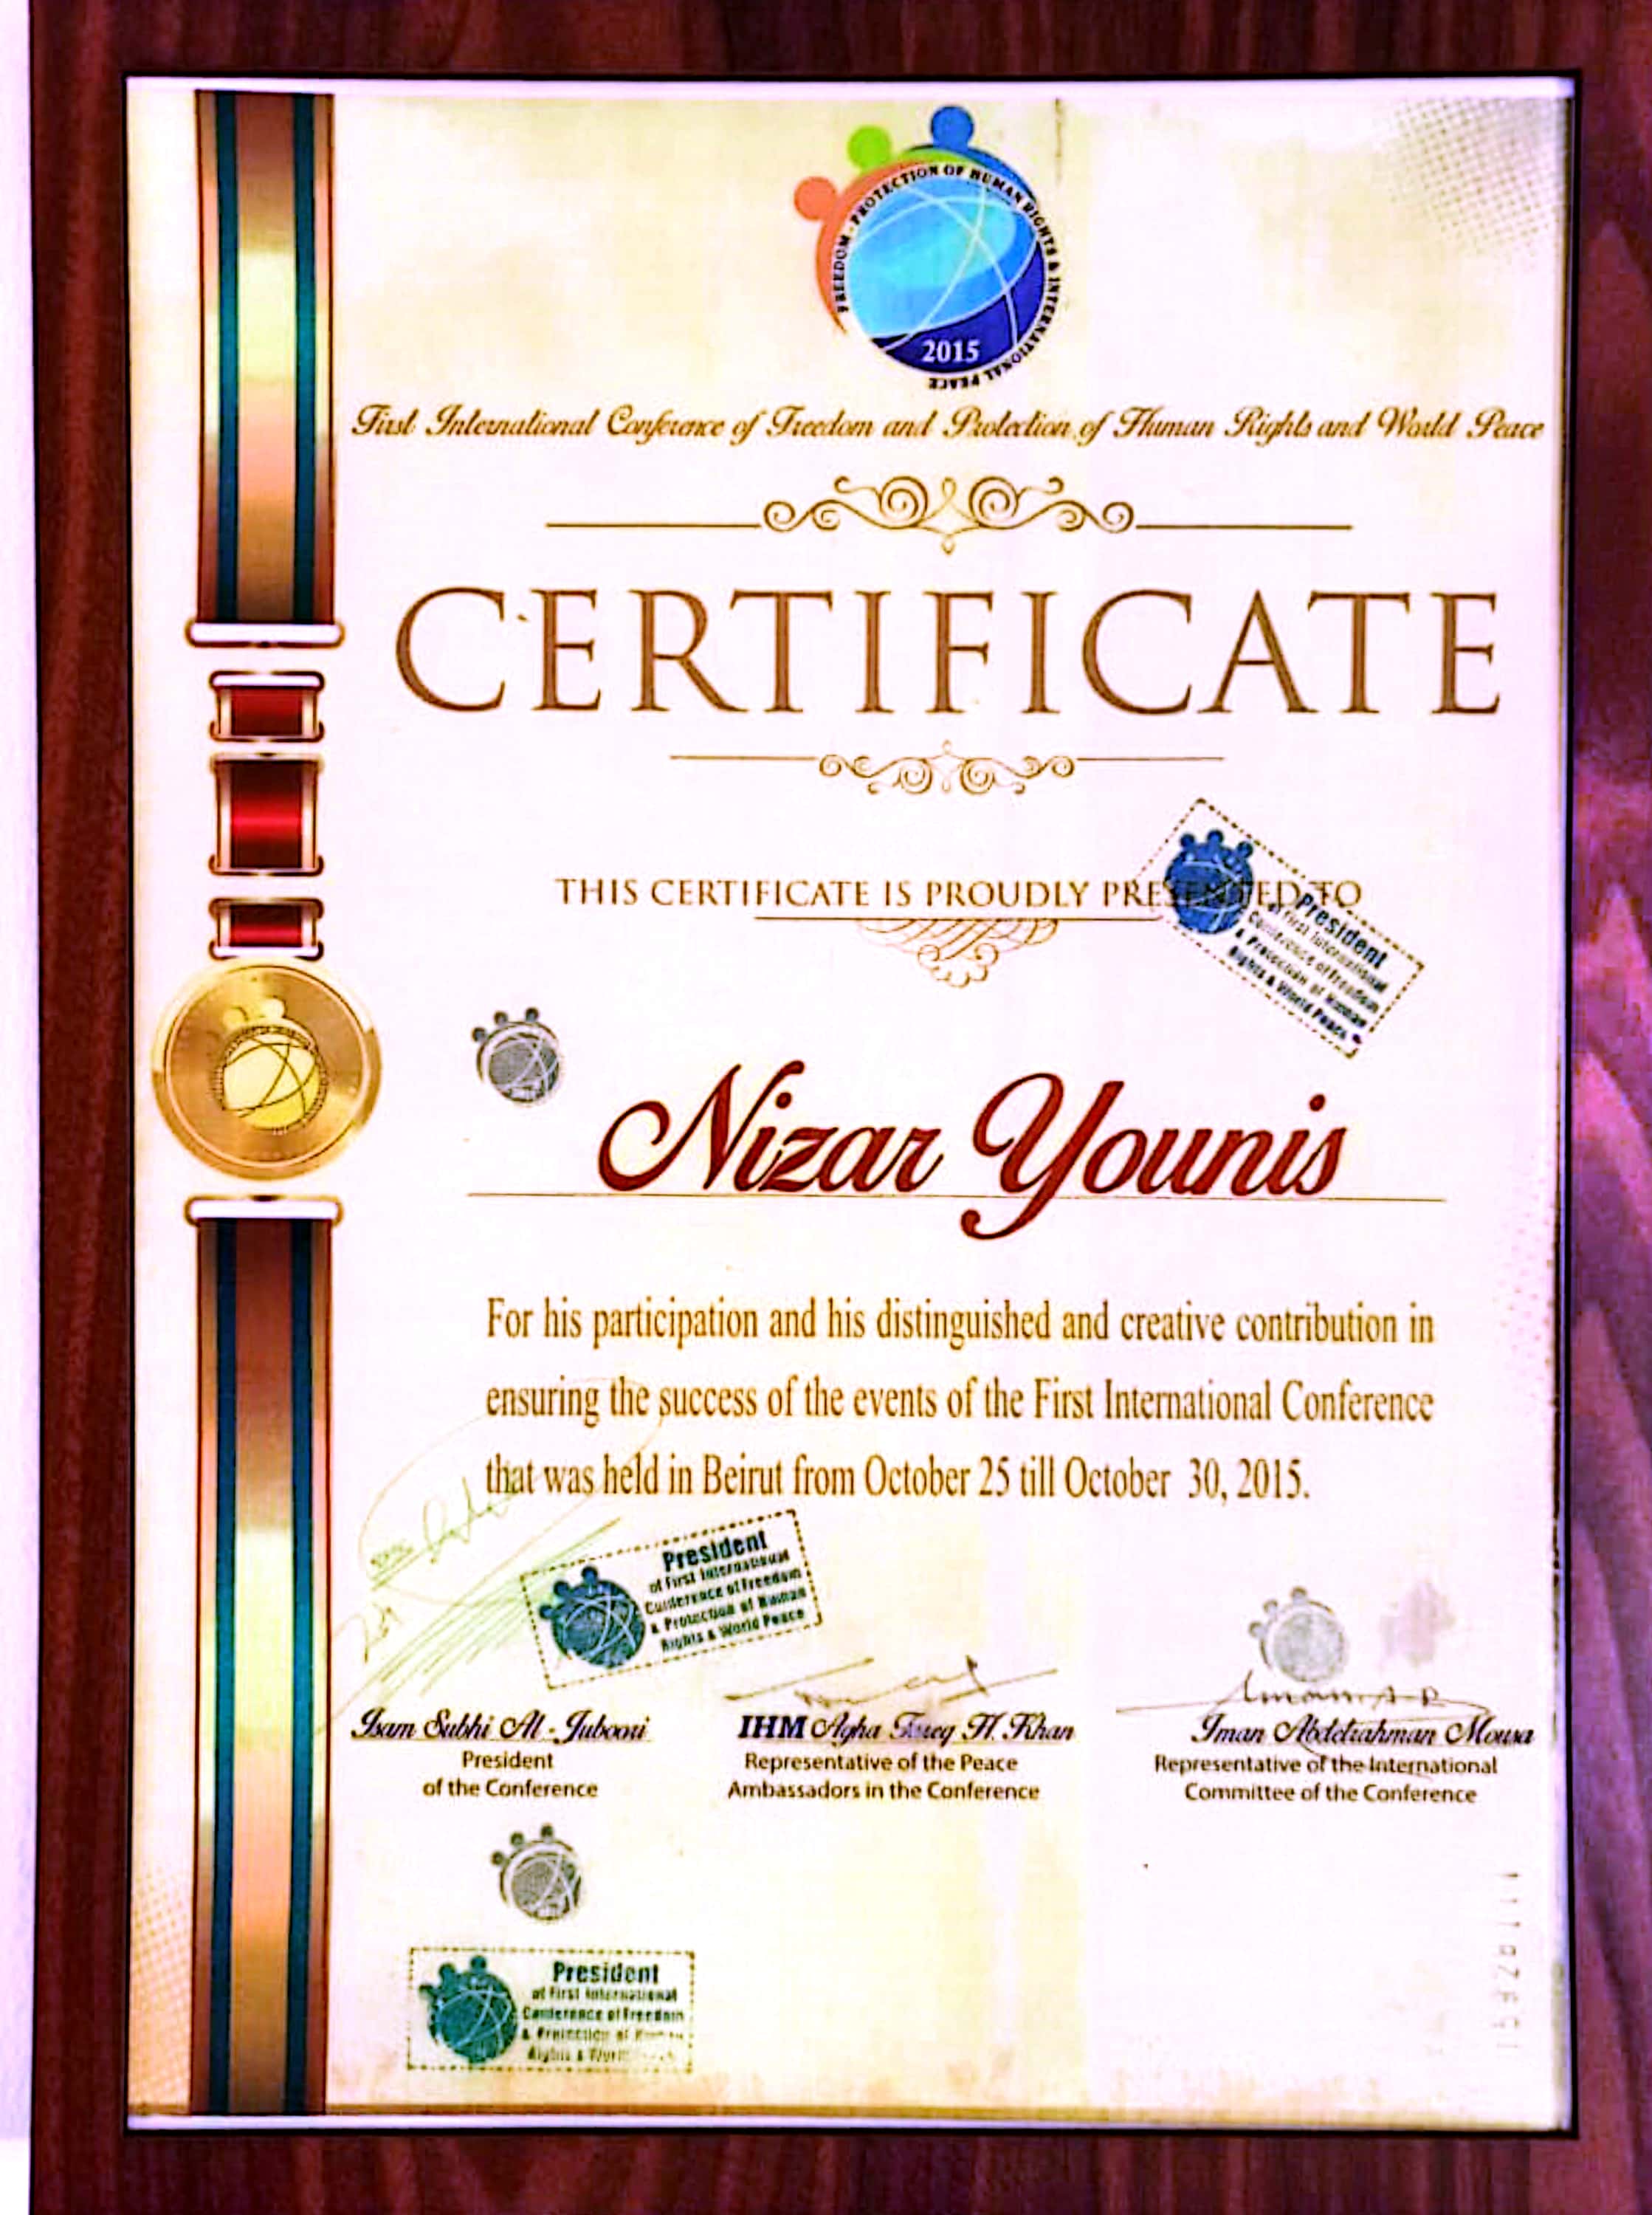 FREEDOM - PROTECTION OF HUMAN RIGHTS & INTERNATIONAL PEACE
2015
First International Conference of Freedom and Protection of Human Rights and World Peace
CERTIFICATE
THIS CERTIFICATE IS PROUDLY PRESENTED TO
President
of First International
Conference of Freedom
& Protection of Human
Rights & World Peace
Nizar Younis
For his participation and his distinguished and creative contribution in
ensuring the success of the events of the First International Conference
that was held in Beirut from October 25 till October 30, 2015.
President
of First International
Conference of Freedom
& Protection of Human
Rights & World Peace
Isam Subhi Al - Juboori
President
of the Conference
IHM Agha Tareq H. Khan
Representative of the Peace
Ambassadors in the Conference
Iman Abdelrahman Mousa
Representative of the International
Committee of the Conference
President
of First International
Conference of Freedom
& Protection of Human
Rights & World